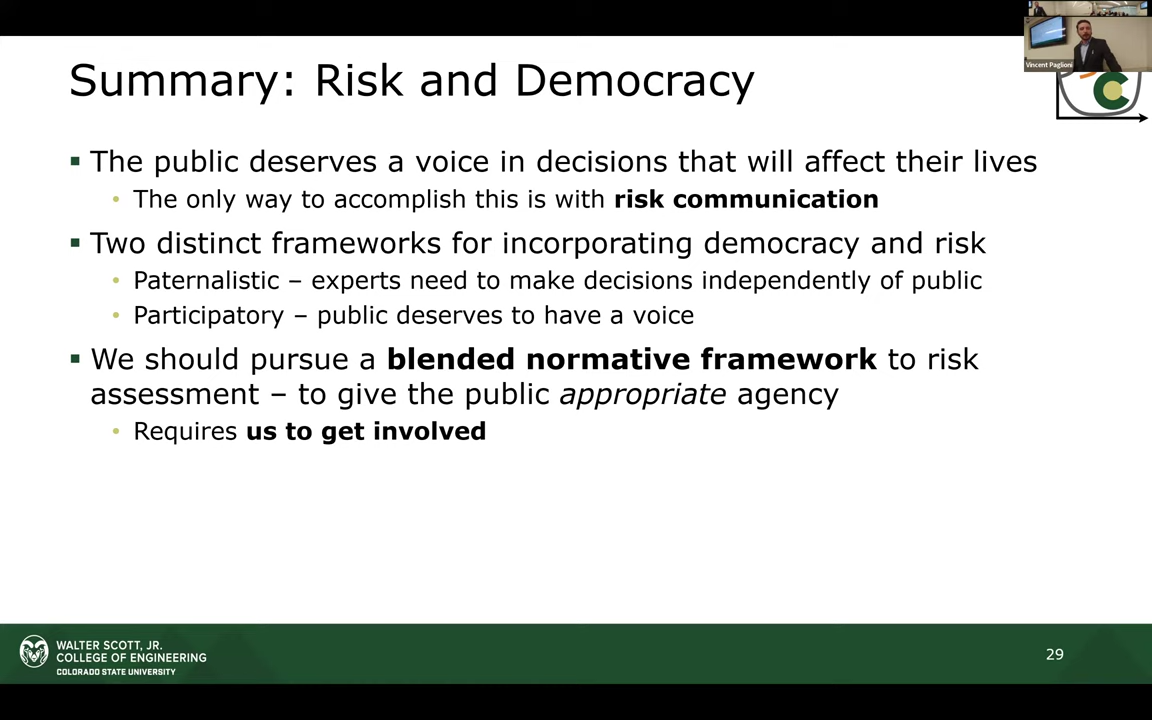 Vincent Paglioni
Summary: Risk and Democracy
▪ The public deserves a voice in decisions that will affect their lives
• The only way to accomplish this is with risk communication
▪ Two distinct frameworks for incorporating democracy and risk
• Paternalistic – experts need to make decisions independently of public
• Participatory – public deserves to have a voice
▪ We should pursue a blended normative framework to risk
assessment – to give the public appropriate agency
• Requires us to get involved
WALTER SCOTT, JR.
COLLEGE OF ENGINEERING
COLORADO STATE UNIVERSITY
29